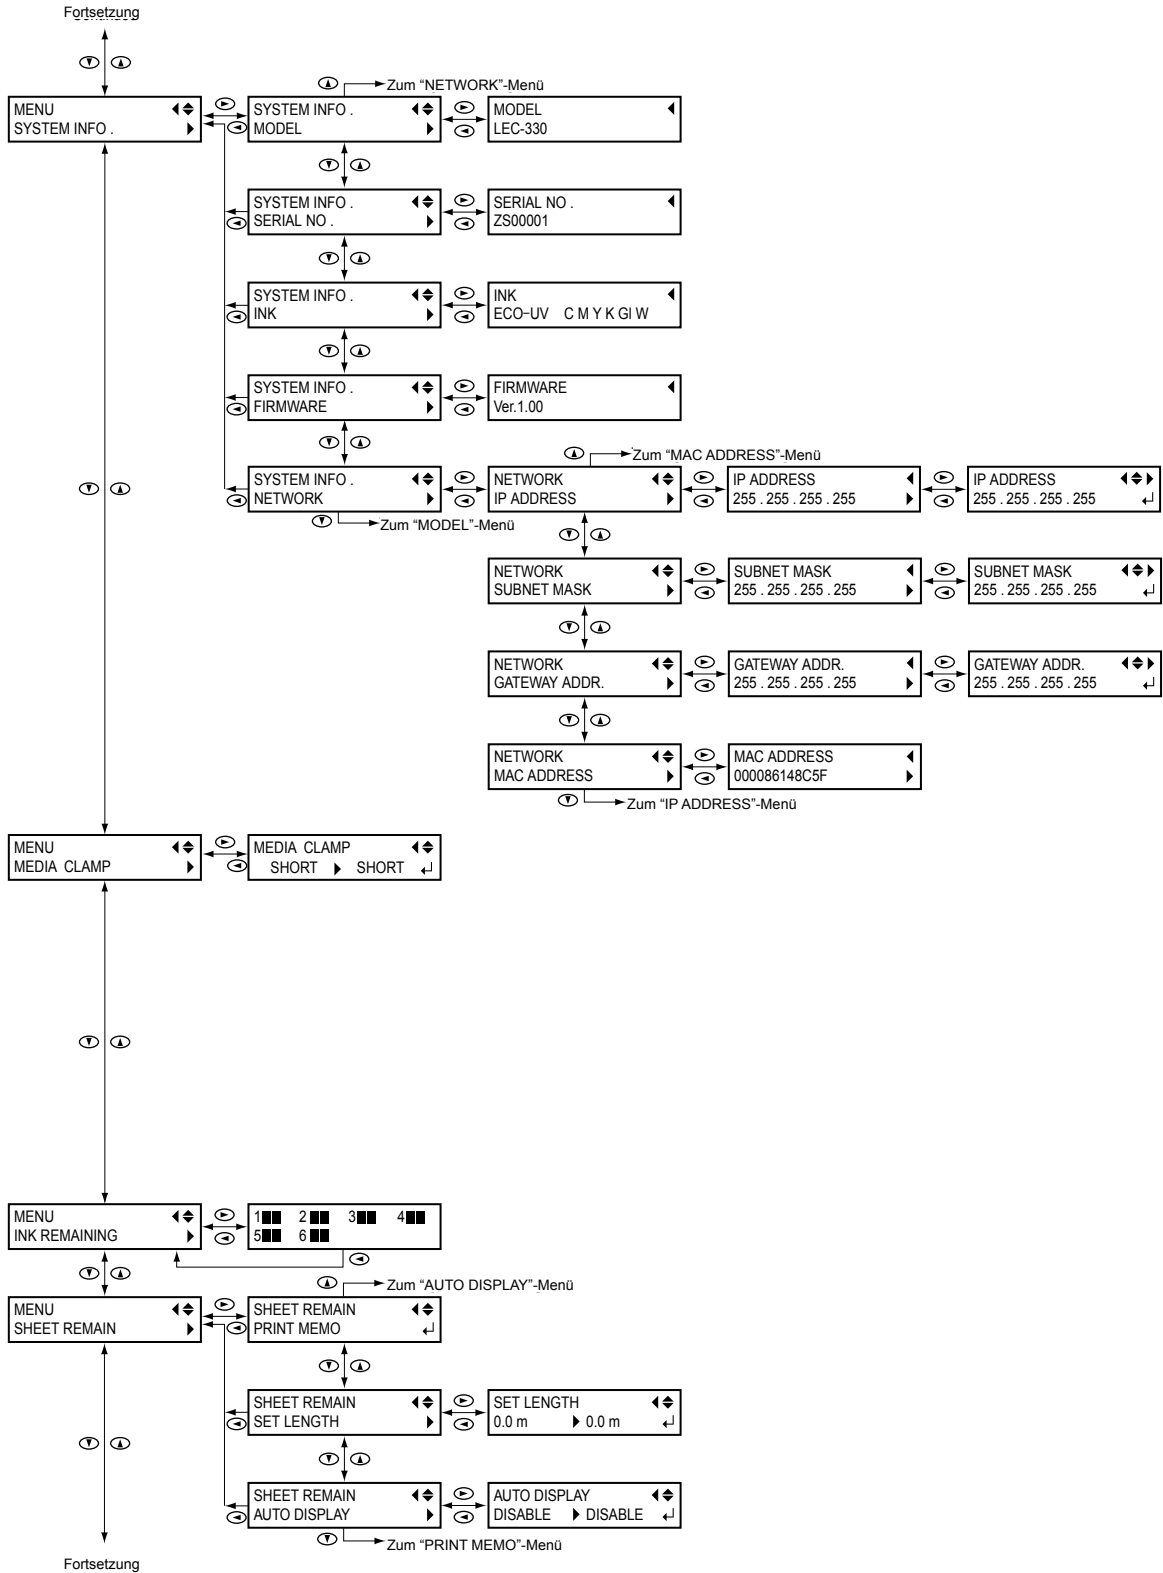 Fortsetzung
Zum “NETWORK”-Menü
MENU
SYSTEM INFO .
SYSTEM INFO .
MODEL
MODEL
LEC-330
SYSTEM INFO .
SERIAL NO .
SERIAL NO .
ZS00001
SYSTEM INFO .
INK
INK
ECO-UV C M Y K Gl W
SYSTEM INFO .
FIRMWARE
FIRMWARE
Ver.1.00
Zum “MAC ADDRESS”-Menü
SYSTEM INFO .
NETWORK
NETWORK
IP ADDRESS
IP ADDRESS
255 . 255 . 255 . 255
IP ADDRESS
255 . 255 . 255 . 255
Zum “MODEL”-Menü
NETWORK
SUBNET MASK
SUBNET MASK
255 . 255 . 255 . 255
SUBNET MASK
255 . 255 . 255 . 255
NETWORK
GATEWAY ADDR.
GATEWAY ADDR.
255 . 255 . 255 . 255
GATEWAY ADDR.
255 . 255 . 255 . 255
NETWORK
MAC ADDRESS
MAC ADDRESS
000086148C5F
Zum “IP ADDRESS”-Menü
MENU
MEDIA CLAMP
MEDIA CLAMP
SHORT SHORT
MENU
INK REMAINING
1 2 3 4
5 6
Zum “AUTO DISPLAY”-Menü
MENU
SHEET REMAIN
SHEET REMAIN
PRINT MEMO
SHEET REMAIN
SET LENGTH
SET LENGTH
0.0 m 0.0 m
SHEET REMAIN
AUTO DISPLAY
AUTO DISPLAY
DISABLE DISABLE
Zum “PRINT MEMO”-Menü
Fortsetzung